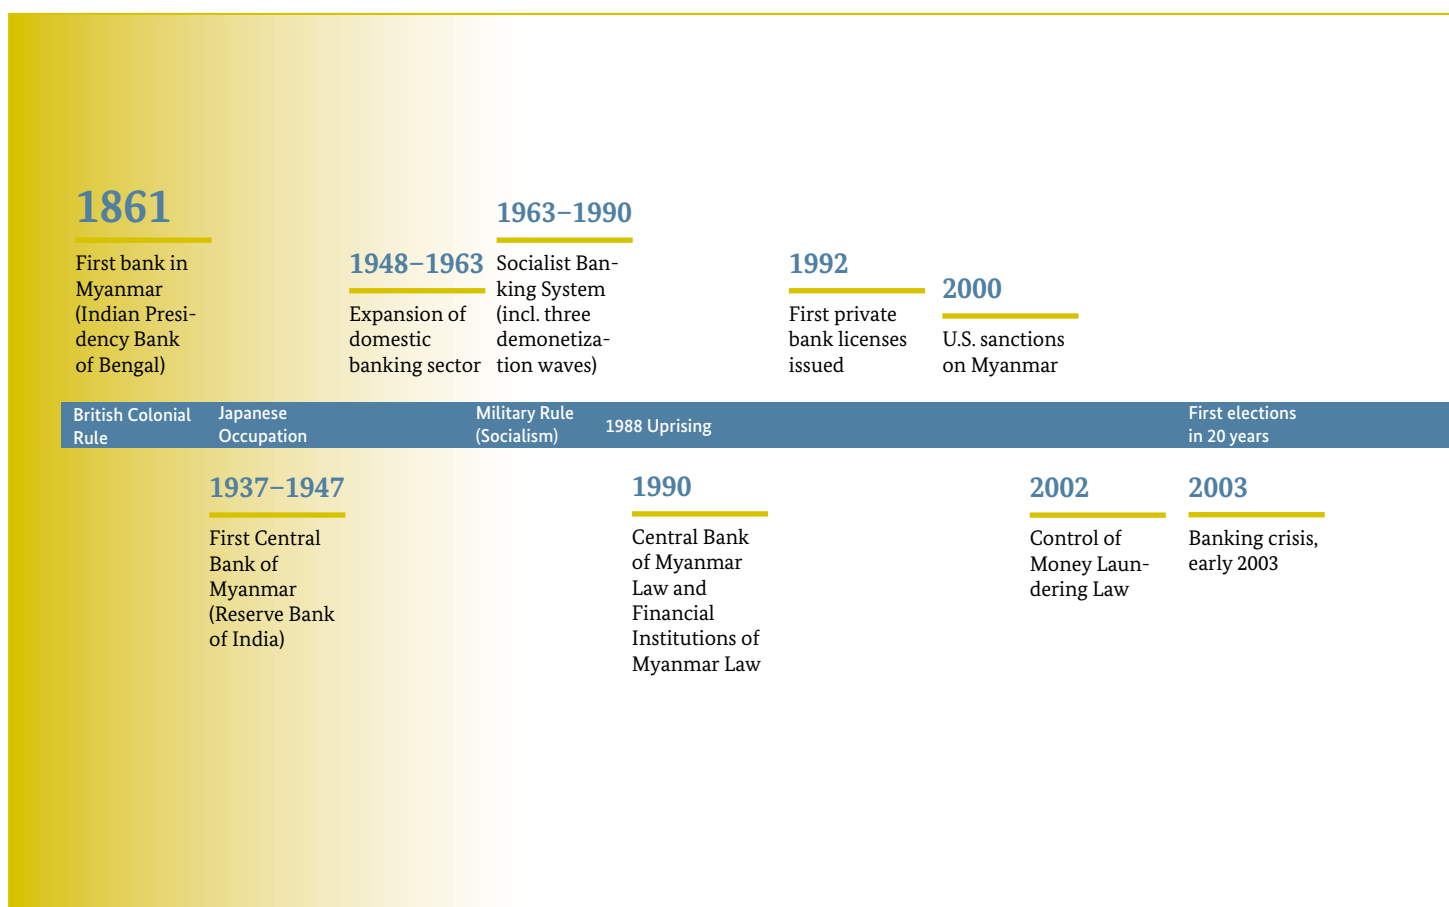 1861
First bank in
Myanmar
(Indian Presi-
dency Bank
of Bengal)
1948–1963
Expansion of
domestic
banking sector
1963–1990
Socialist Ban-
king System
(incl. three
demonetiza-
tion waves)
1992
First private
bank licenses
issued
2000
U.S. sanctions
on Myanmar
British Colonial
Rule
Japanese
Occupation
Military Rule
(Socialism)
1988 Uprising
First elections
in 20 years
1937–1947
First Central
Bank of
Myanmar
(Reserve Bank
of India)
1990
Central Bank
of Myanmar
Law and
Financial
Institutions of
Myanmar Law
2002
Control of
Money Laun-
dering Law
2003
Banking crisis,
early 2003